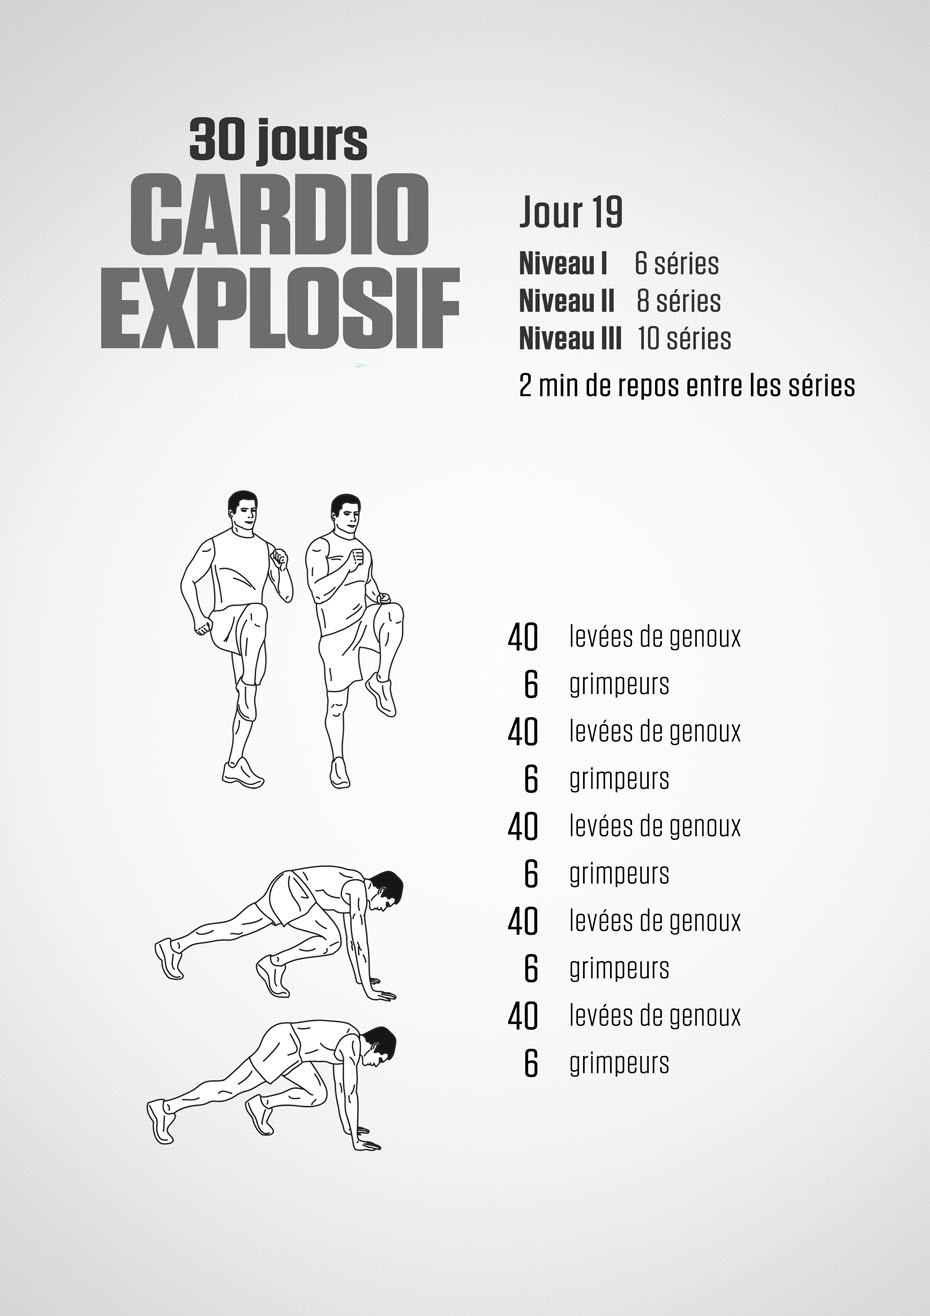 30 jours
CARDIO
EXPLOSIF
Jour 19
Niveau I 6 séries
Niveau II 8 séries
Niveau III 10 séries
2 min de repos entre les séries
40 levées de genoux
6 grimpeurs
40 levées de genoux
6 grimpeurs
40 levées de genoux
6 grimpeurs
40 levées de genoux
6 grimpeurs
40 levées de genoux
6 grimpeurs